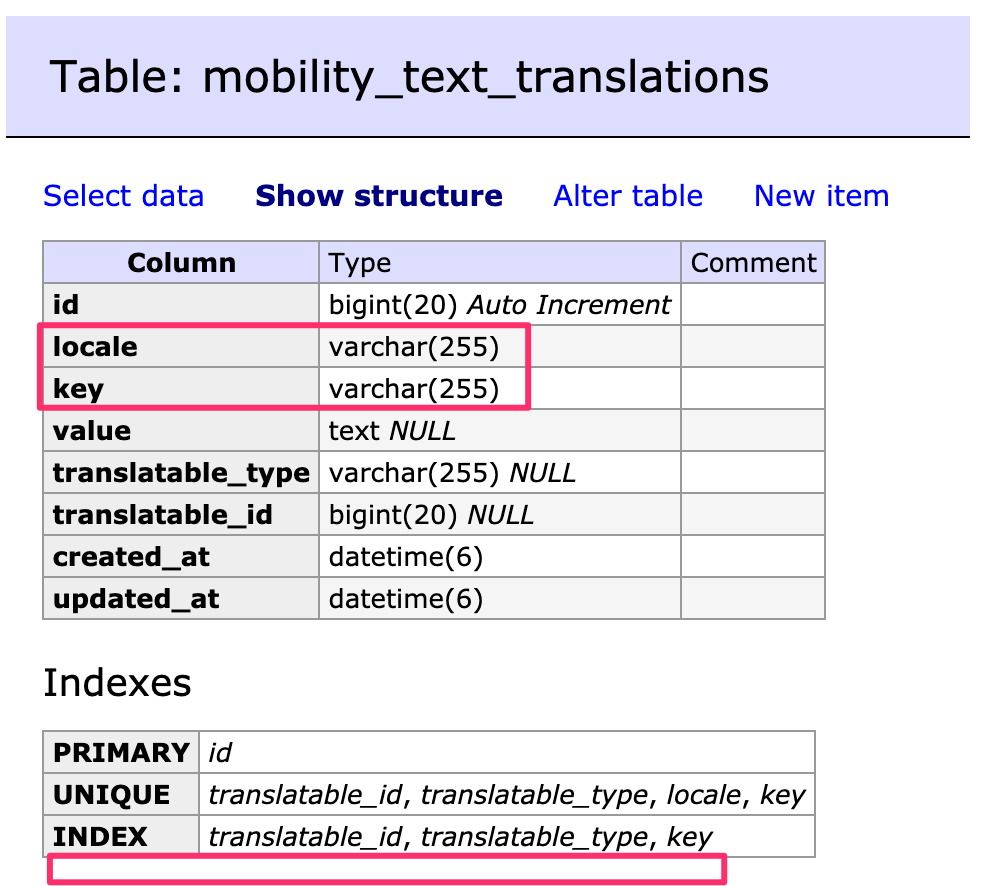 Table: mobility_text_translations
Select data Show structure Alter table New item
Column Type Comment
id bigint(20) Auto Increment
locale varchar(255)
key varchar(255)
value text NULL
translatable_type varchar(255) NULL
translatable_id bigint(20) NULL
created_at datetime(6)
updated_at datetime(6)
Indexes
PRIMARY id
UNIQUE translatable_id, translatable_type, locale, key
INDEX translatable_id, translatable_type, key